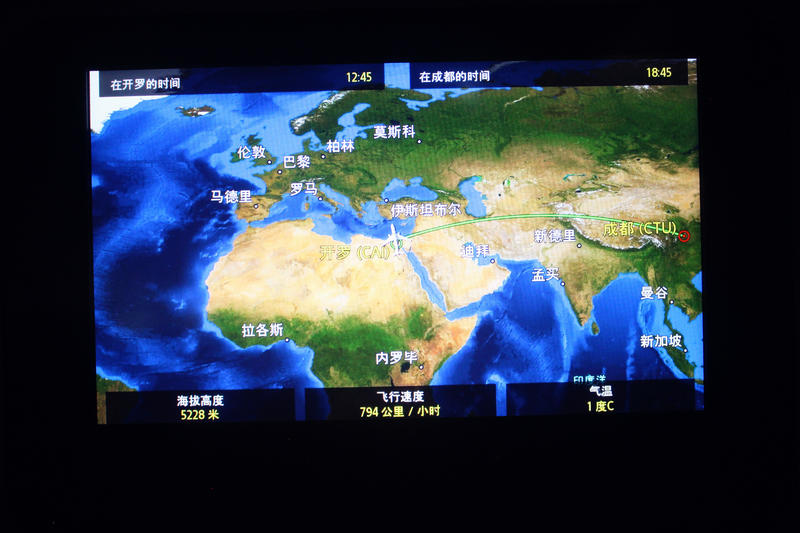 在开罗的时间 12:45
在成都的时间 18:45
莫斯科
柏林
伦敦
巴黎
罗马
马德里
伊斯坦布尔
成都 (CTU)
新德里
开罗 (CAI)
迪拜
孟买
曼谷
拉各斯
新加坡
内罗毕
印度洋
海拔高度
5228 米
飞行速度
794 公里 / 小时
气温
1 度C